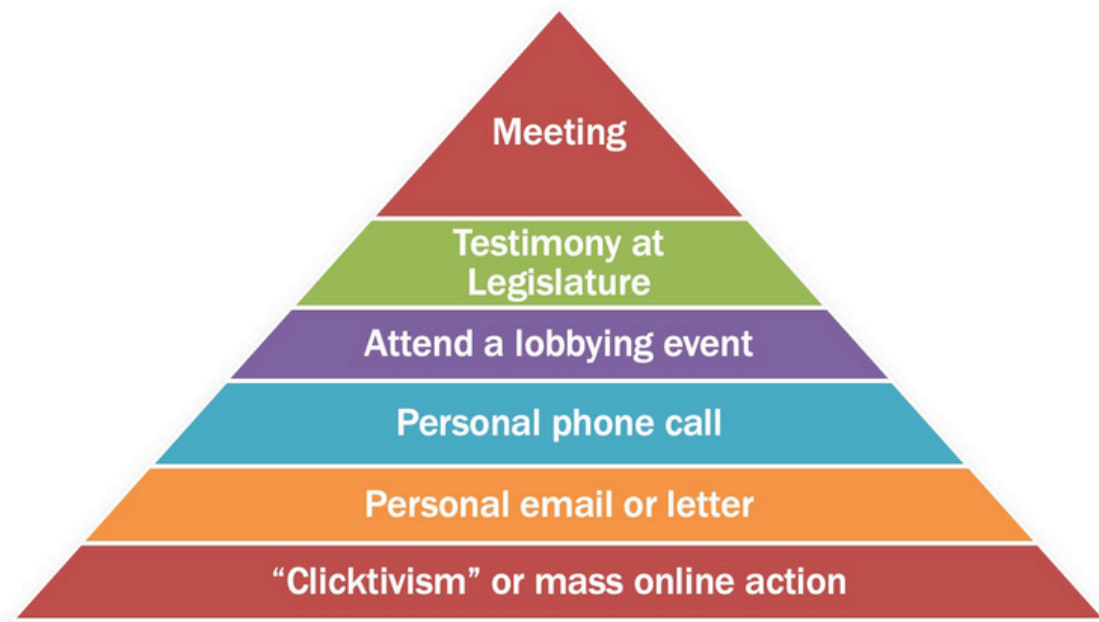 Meeting
Testimony at
Legislature
Attend a lobbying event
Personal phone call
Personal email or letter
“Clicktivism” or mass online action